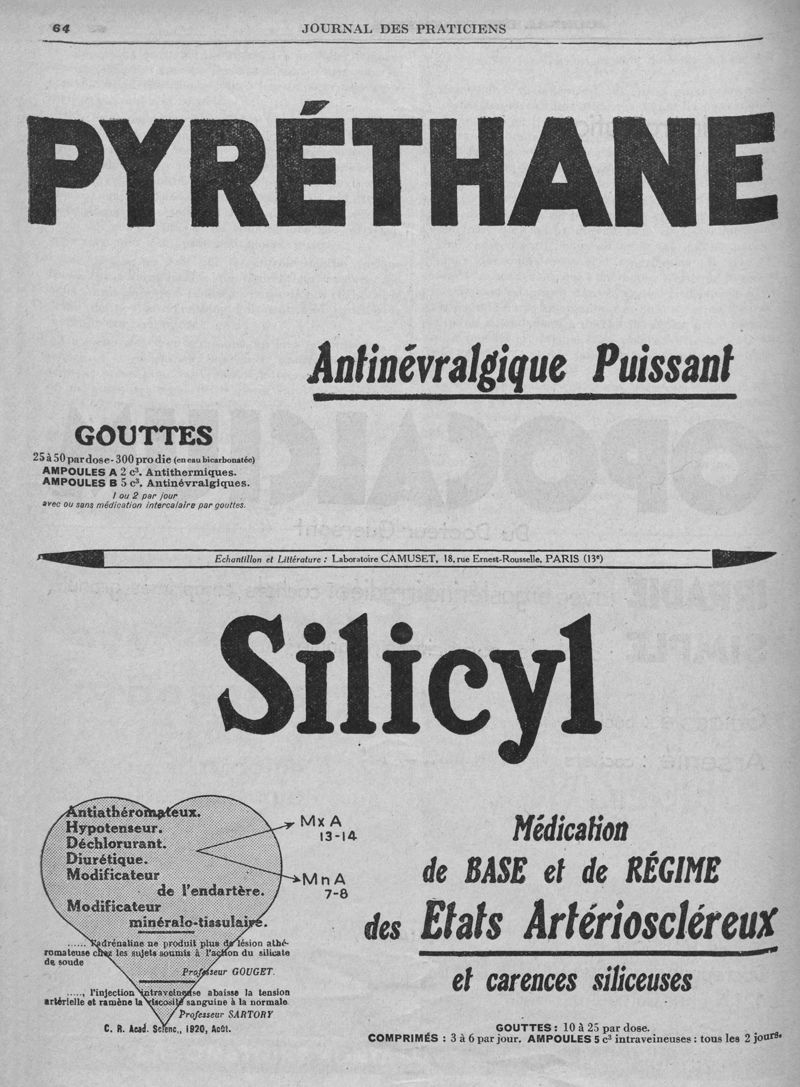 64
JOURNAL DES PRATICIENS
PYRÉTHANE
Antinévralgique Puissant
GOUTTES
25 à 50 par dose - 300 pro die (en eau bicarbonatée)
AMPOULES A 2 c³. Antithermiques.
AMPOULES B 5 c³. Antinévralgiques.
1 ou 2 par jour
avec ou sans médication intercalaire par gouttes.
Echantillon et Littérature : Laboratoire CAMUSET, 18, rue Ernest-Rousselle, PARIS (13ᵉ)
Silicyl
Antiathéromateux.
Hypotenseur.
Déchlorurant.
Diurétique.
Modificateur
de l'endartère.
Modificateur
minéralo-tissulaire.
MxA
13-14
MnA
7-8
...... l'adrénaline ne produit plus de lésion athé-
romateuse chez les sujets soumis à l'action du silicate
de soude
Professeur GOUGET.
....., l'injection intraveineuse abaisse la tension
artérielle et ramène la viscosité sanguine à la normale
Professeur SARTORY
C. R. Acad. Scienc., 1920, Août.
Médication
de BASE et de RÉGIME
des Etats Artérioscléreux
et carences siliceuses
GOUTTES : 10 à 25 par dose.
COMPRIMÉS : 3 à 6 par jour. AMPOULES 5 c³ intraveineuses : tous les 2 jours.